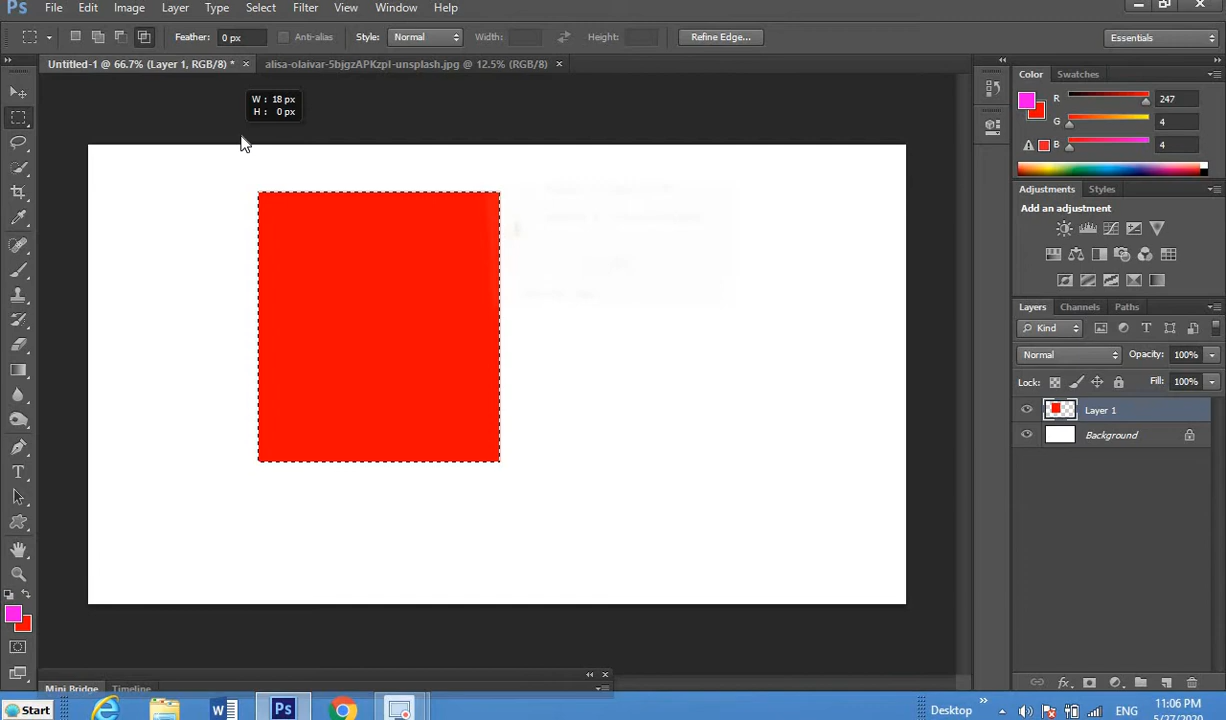 Ps File Edit Image Layer Type Select Filter View Window Help
Feather: 0 px Anti-alias Style: Normal Width: Height: Refine Edge... Essentials
Untitled-1 @ 66.7% (Layer 1, RGB/8) * × alisa-olaivar-5bjgzAPKzpI-unsplash.jpg @ 12.5% (RGB/8) ×
W : 18 px
H : 0 px
Color Swatches
R 247
G 4
B 4
Adjustments Styles
Add an adjustment
Layers Channels Paths
Kind
Normal Opacity: 100%
Lock: Fill: 100%
Layer 1
Background
Mini Bridge Timeline
Start Desktop ENG 11:06 PM
5/27/2020